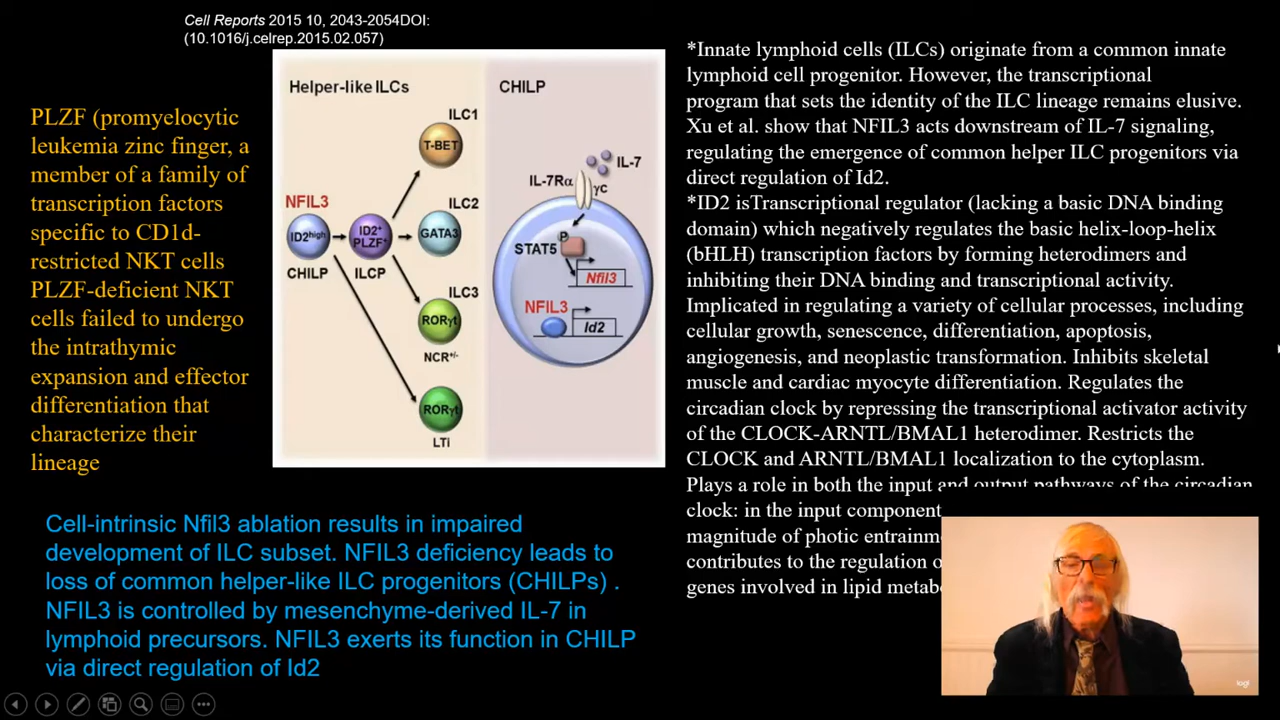 Cell Reports 2015 10, 2043-2054DOI:
(10.1016/j.celrep.2015.02.057)
PLZF (promyelocytic
leukemia zinc finger, a
member of a family of
transcription factors
specific to CD1d-
restricted NKT cells
PLZF-deficient NKT
cells failed to undergo
the intrathymic
expansion and effector
differentiation that
characterize their
lineage
Helper-like ILCs
ILC1
T-BET
NFIL3
ILC2
ID2high
ID2+
PLZF+
GATA3
CHILP
ILCP
ILC3
RORγt
NCR+/-
RORγt
LTi
CHILP
IL-7
IL-7Rα
γc
P
STAT5
Nfil3
NFIL3
Id2
*Innate lymphoid cells (ILCs) originate from a common innate
lymphoid cell progenitor. However, the transcriptional
program that sets the identity of the ILC lineage remains elusive.
Xu et al. show that NFIL3 acts downstream of IL-7 signaling,
regulating the emergence of common helper ILC progenitors via
direct regulation of Id2.
*ID2 isTranscriptional regulator (lacking a basic DNA binding
domain) which negatively regulates the basic helix-loop-helix
(bHLH) transcription factors by forming heterodimers and
inhibiting their DNA binding and transcriptional activity.
Implicated in regulating a variety of cellular processes, including
cellular growth, senescence, differentiation, apoptosis,
angiogenesis, and neoplastic transformation. Inhibits skeletal
muscle and cardiac myocyte differentiation. Regulates the
circadian clock by repressing the transcriptional activator activity
of the CLOCK-ARNTL/BMAL1 heterodimer. Restricts the
CLOCK and ARNTL/BMAL1 localization to the cytoplasm.
Plays a role in both the input and output pathways of the circadian
clock: in the input component
magnitude of photic
contributes to the regulation
genes involved in lipid
Cell-intrinsic Nfil3 ablation results in impaired
development of ILC subset. NFIL3 deficiency leads to
loss of common helper-like ILC progenitors (CHILPs) .
NFIL3 is controlled by mesenchyme-derived IL-7 in
lymphoid precursors. NFIL3 exerts its function in CHILP
via direct regulation of Id2
logi